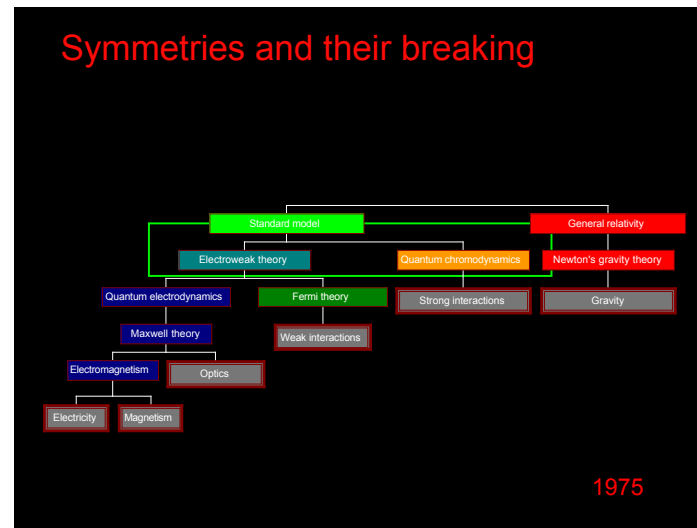 Symmetries and their breaking
Standard model
General relativity
Electroweak theory
Quantum chromodynamics
Newton's gravity theory
Quantum electrodynamics
Fermi theory
Strong interactions
Gravity
Maxwell theory
Weak interactions
Electromagnetism
Optics
Electricity
Magnetism
1975